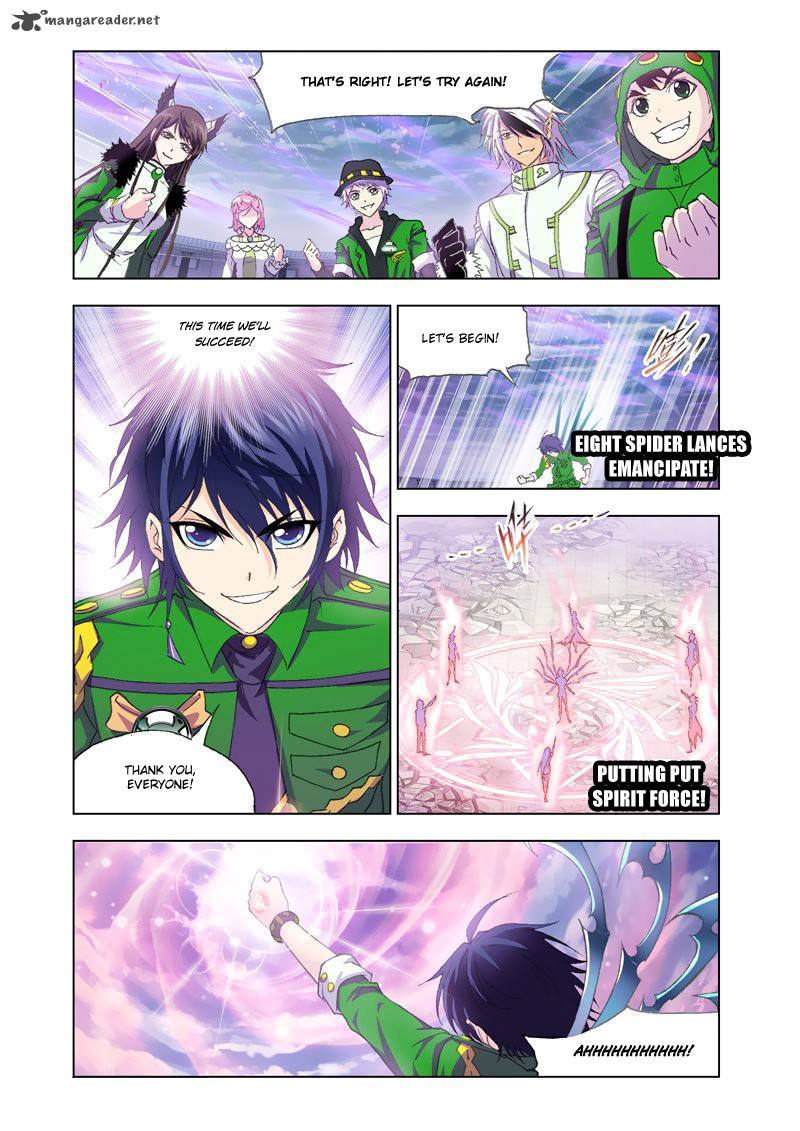 mangareader.net
THAT'S RIGHT! LET'S TRY AGAIN!
THIS TIME WE'LL
SUCCEED!
THANK YOU,
EVERYONE!
LET'S BEGIN!
EIGHT SPIDER LANCES
EMANCIPATE!
PUTTING PUT
SPIRIT FORCE!
AHHHHHHHHHHH!